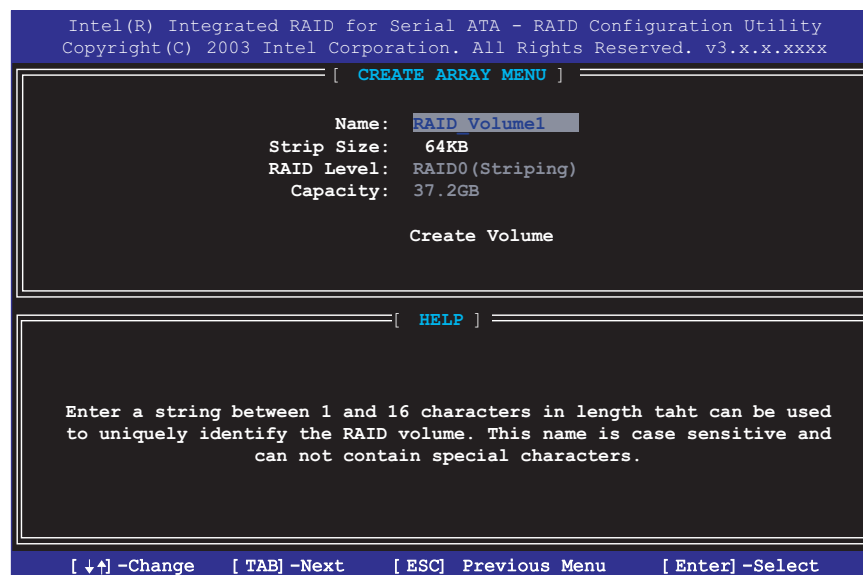 Intel(R) Integrated RAID for Serial ATA - RAID Configuration Utility
Copyright(C) 2003 Intel Corporation. All Rights Reserved. v3.x.x.xxxx
[ CREATE ARRAY MENU ]
Name: RAID_Volume1
Strip Size: 64KB
RAID Level: RAID0(Striping)
Capacity: 37.2GB
Create Volume
[ HELP ]
Enter a string between 1 and 16 characters in length taht can be used
to uniquely identify the RAID volume. This name is case sensitive and
can not contain special characters.
[↓↑]-Change [TAB]-Next [ESC] Previous Menu [Enter]-Select